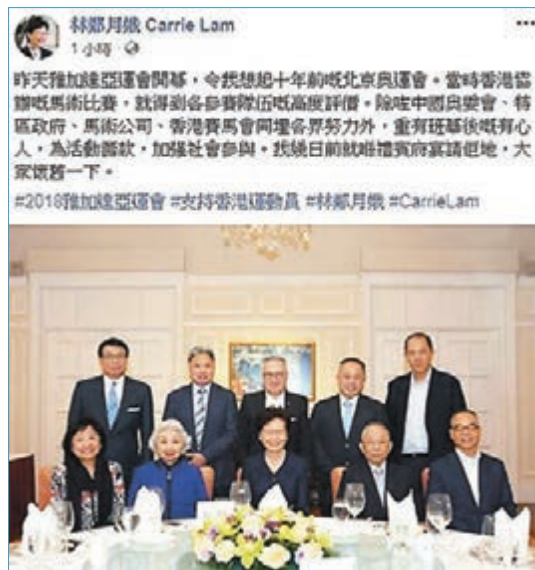 林鄭月娥 Carrie Lam
1 小時
昨天雅加達亞運會開幕，令我想起十年前嘅北京奧運會。當時香港協
辦嘅馬術比賽，就得到各參賽隊伍嘅高度評價。除咗中國奧委會、特
區政府、馬術公司、香港賽馬會同埋各界努力外，重有班幕後嘅有心
人，為活動籌款，加強社會參與。我幾日前就喺禮賓府宴請佢地，大
家懷舊一下。
#2018雅加達亞運會 #支持香港運動員 #林鄭月娥 #CarrieLam